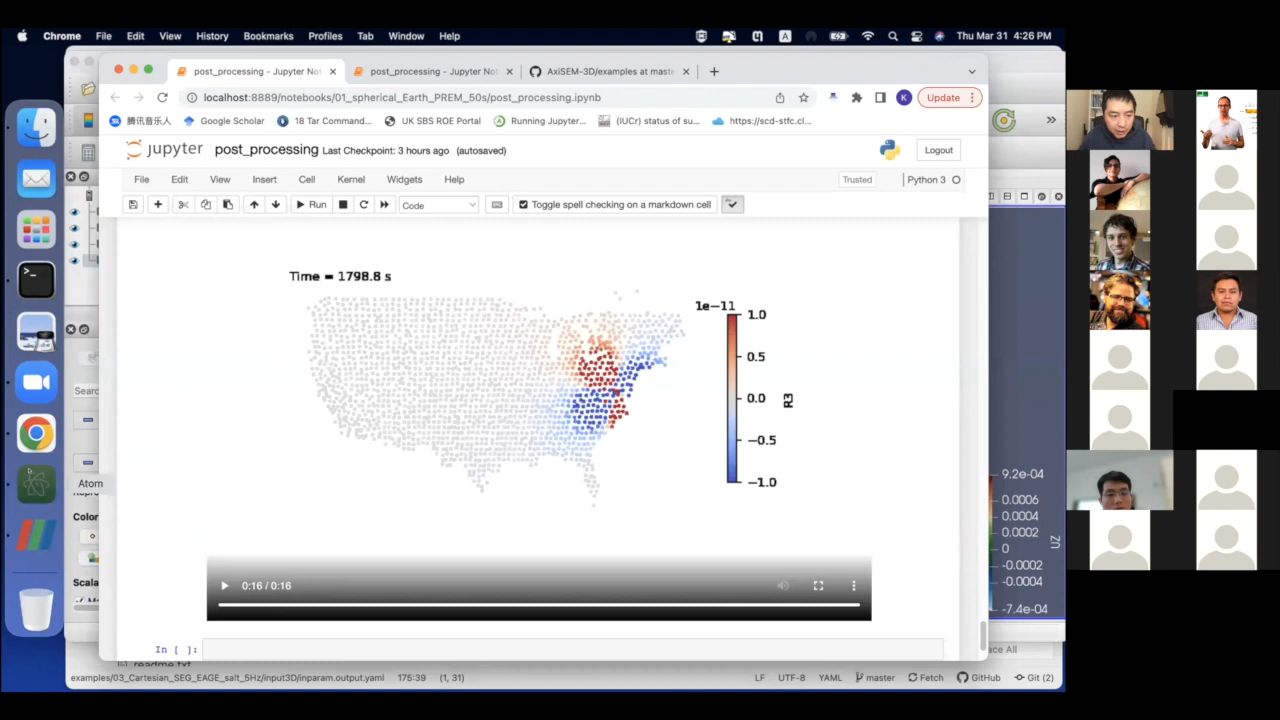 Chrome File Edit View History Bookmarks Profiles Tab Window Help Thu Mar 31 4:26 PM
post_processing - Jupyter Not post_processing - Jupyter Not AxiSEM-3D/examples at maste
localhost:8889/notebooks/01_spherical_Earth_PREM_50s/post_processing.ipynb K Update
腾讯音乐人 Google Scholar 18 Tar Command... UK SBS ROE Portal Running Jupyter... (IUCr) status of su... https://scd-stfc.cl...
jupyter post_processing Last Checkpoint: 3 hours ago (autosaved) Logout
File Edit View Insert Cell Kernel Widgets Help Trusted Python 3
Run Code Toggle spell checking on a markdown cell
Time = 1798.8 s
1e−11
1.0
0.5
0.0
−0.5
−1.0
R3
Searc
Atom
Color
Scala
9.2e-04
0.0006
0.0004
0.0002
0
-0.0002
-0.0004
-7.4e-04
ZU
0:16 / 0:16
In [ ]:
readme.txt
ace All
examples/03_Cartesian_SEG_EAGE_salt_5Hz/input3D/inparam.output.yaml 175:39 (1, 31) LF UTF-8 YAML master Fetch GitHub Git (2)